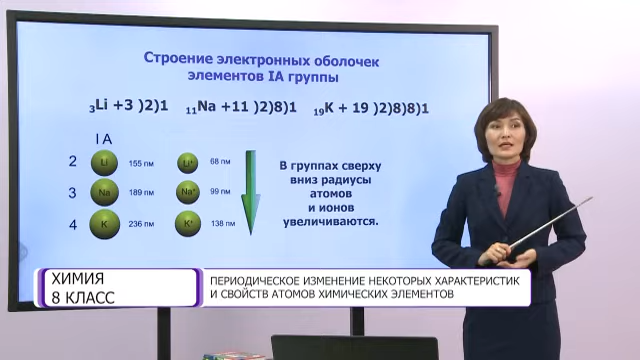 Строение электронных оболочек
элементов IA группы
₃Li +3 )2)1 ₁₁Na +11 )2)8)1 ₁₉K + 19 )2)8)8)1
I A
2 Li 155 пм Li⁺ 68 пм
3 Na 189 пм Na⁺ 99 пм
4 K 236 пм K⁺ 138 пм
В группах сверху
вниз радиусы
атомов
и ионов
увеличиваются.
ХИМИЯ
8 КЛАСС
ПЕРИОДИЧЕСКОЕ ИЗМЕНЕНИЕ НЕКОТОРЫХ ХАРАКТЕРИСТИК
И СВОЙСТВ АТОМОВ ХИМИЧЕСКИХ ЭЛЕМЕНТОВ